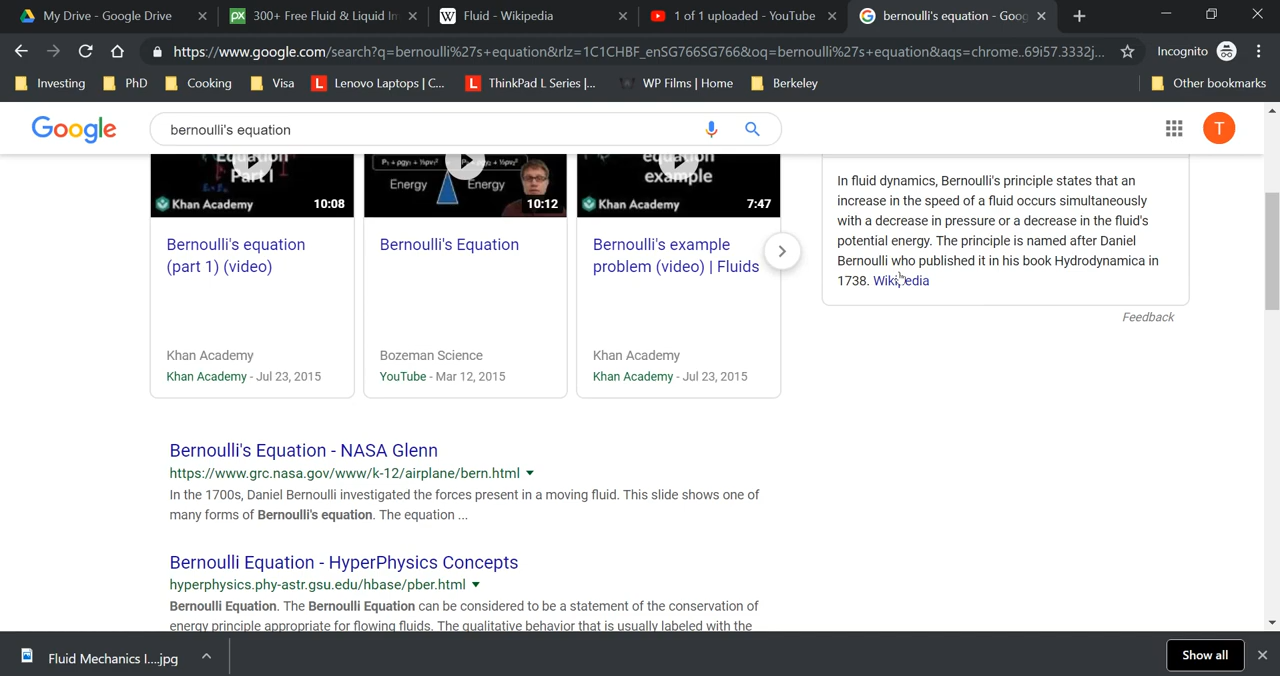 My Drive - Google Drive
300+ Free Fluid & Liquid Im
Fluid - Wikipedia
1 of 1 uploaded - YouTube
bernoulli's equation - Goog
https://www.google.com/search?q=bernoulli%27s+equation&rlz=1C1CHBF_enSG766SG766&oq=bernoulli%27s+equation&aqs=chrome..69i57.3332j...
Incognito
Investing
PhD
Cooking
Visa
Lenovo Laptops | C...
ThinkPad L Series |...
WP Films | Home
Berkeley
Other bookmarks
Google
bernoulli's equation
T
Equation
Part I
Khan Academy
10:08
P₁ + ρgy₁ + ½ρv₁²
Energy
Energy
10:12
equation
example
Khan Academy
7:47
Bernoulli's equation
(part 1) (video)
Khan Academy
Khan Academy - Jul 23, 2015
Bernoulli's Equation
Bozeman Science
YouTube - Mar 12, 2015
Bernoulli's example
problem (video) | Fluids
Khan Academy
Khan Academy - Jul 23, 2015
In fluid dynamics, Bernoulli's principle states that an
increase in the speed of a fluid occurs simultaneously
with a decrease in pressure or a decrease in the fluid's
potential energy. The principle is named after Daniel
Bernoulli who published it in his book Hydrodynamica in
1738. Wikipedia
Feedback
Bernoulli's Equation - NASA Glenn
https://www.grc.nasa.gov/www/k-12/airplane/bern.html
In the 1700s, Daniel Bernoulli investigated the forces present in a moving fluid. This slide shows one of
many forms of Bernoulli's equation. The equation ...
Bernoulli Equation - HyperPhysics Concepts
hyperphysics.phy-astr.gsu.edu/hbase/pber.html
Bernoulli Equation. The Bernoulli Equation can be considered to be a statement of the conservation of
energy principle appropriate for flowing fluids. The qualitative behavior that is usually labeled with the
Fluid Mechanics I....jpg
Show all